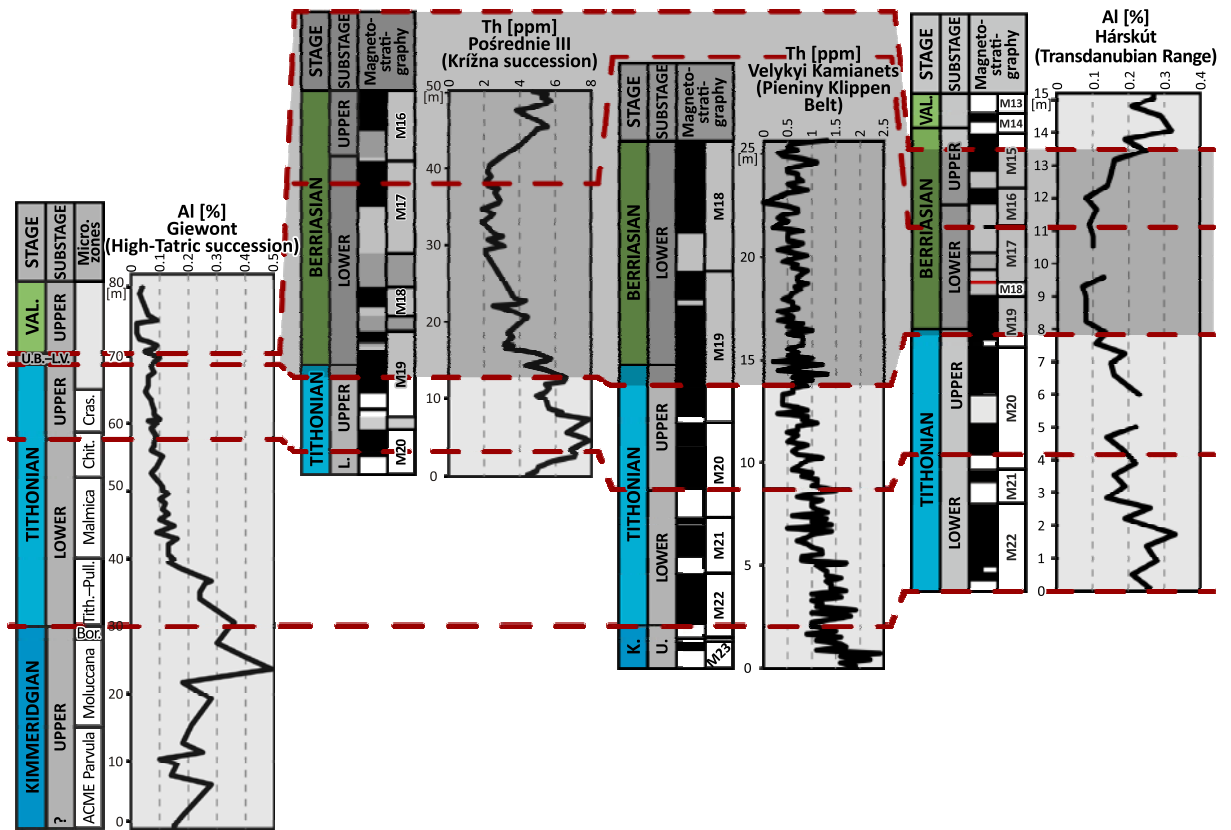 Al [%]
Giewont
(High-Tatric succession)
STAGE
SUBSTAGE
Micro.
zones
0
0.1
0.2
0.3
0.4
0.5
80
[m]
70
60
50
40
30
20
10
0
VAL.
UPPER
U.B.–L.V.
TITHONIAN
UPPER
LOWER
KIMMERIDGIAN
UPPER
?
Cras.
Chit.
Malmica
Tith.–Pull.
Bor.
Moluccana
Parvula
ACME
Th [ppm]
Pośrednie III
(Krížna succession)
STAGE
SUBSTAGE
Magneto-
strati-
graphy
0
2
4
6
8
50
[m]
40
30
20
10
0
BERRIASIAN
UPPER
LOWER
TITHONIAN
UPPER
L.
M16
M17
M18
M19
M20
Th [ppm]
Velykyi Kamianets
(Pieniny Klippen
Belt)
STAGE
SUBSTAGE
Magneto-
strati-
graphy
0
0.5
1
1.5
2
2.5
25
[m]
20
15
10
5
0
BERRIASIAN
LOWER
TITHONIAN
UPPER
LOWER
K.
U.
M18
M19
M20
M21
M22
M23
Al [%]
Hárskút
(Transdanubian Range)
STAGE
SUBSTAGE
Magneto-
strati-
graphy
0
0.1
0.2
0.3
0.4
15
[m]
14
13
12
11
10
9
8
7
6
5
4
3
2
1
0
VAL.
BERRIASIAN
UPPER
LOWER
TITHONIAN
UPPER
LOWER
M13
M14
M15
M16
M17
M18
M19
M20
M21
M22